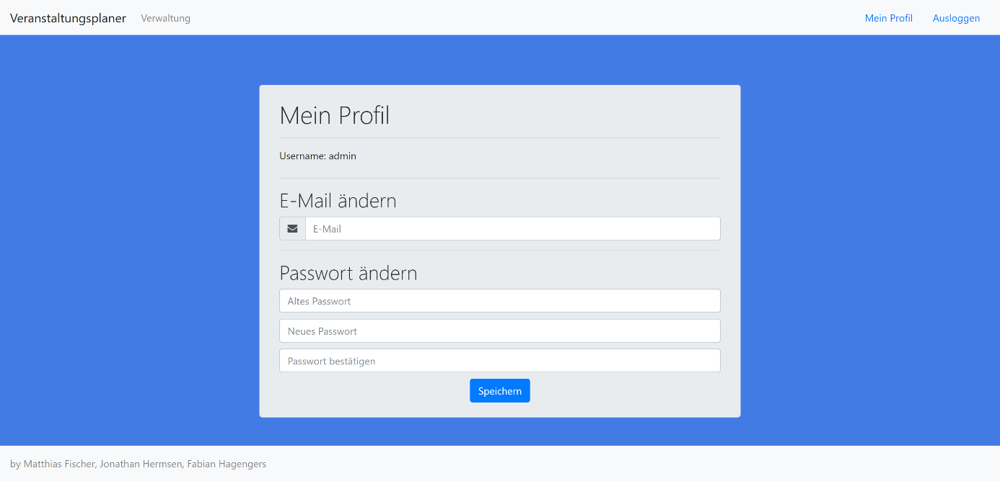 Veranstaltungsplaner Verwaltung Mein Profil Ausloggen
Mein Profil
Username: admin
E-Mail ändern
E-Mail
Passwort ändern
Altes Passwort
Neues Passwort
Passwort bestätigen
Speichern
by Matthias Fischer, Jonathan Hermsen, Fabian Hagengers